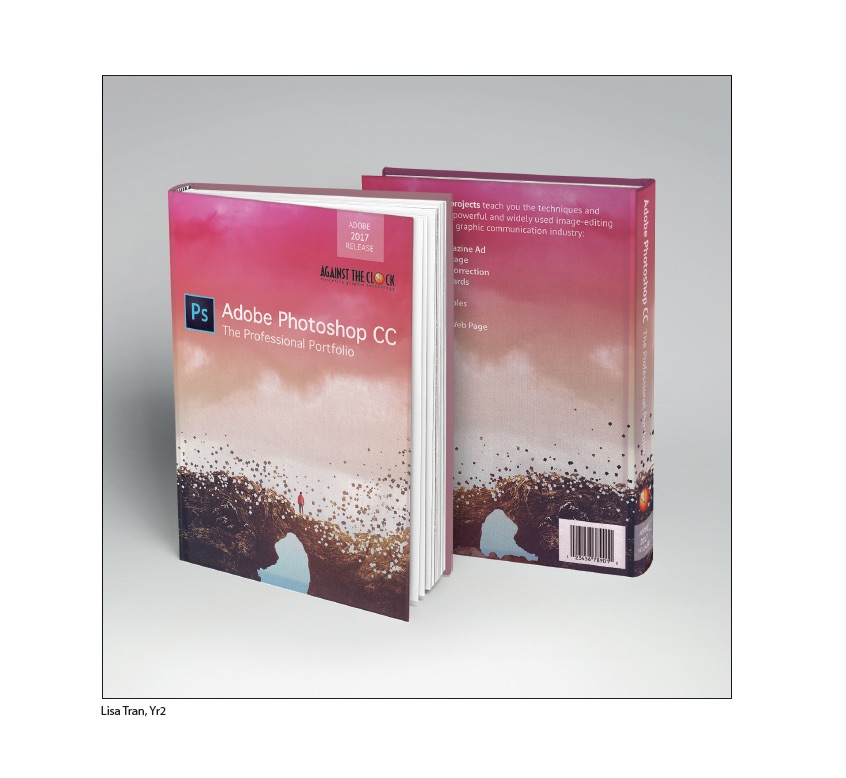 ADOBE
2017
RELEASE
AGAINST THE CLOCK
Ps
Adobe Photoshop CC
The Professional Portfolio
projects teach you the techniques and
powerful and widely used image-editing
graphic communication industry:
azine Ad
orrection
ards
Web Page
Adobe Photoshop CC The Professional
Lisa Tran, Yr2